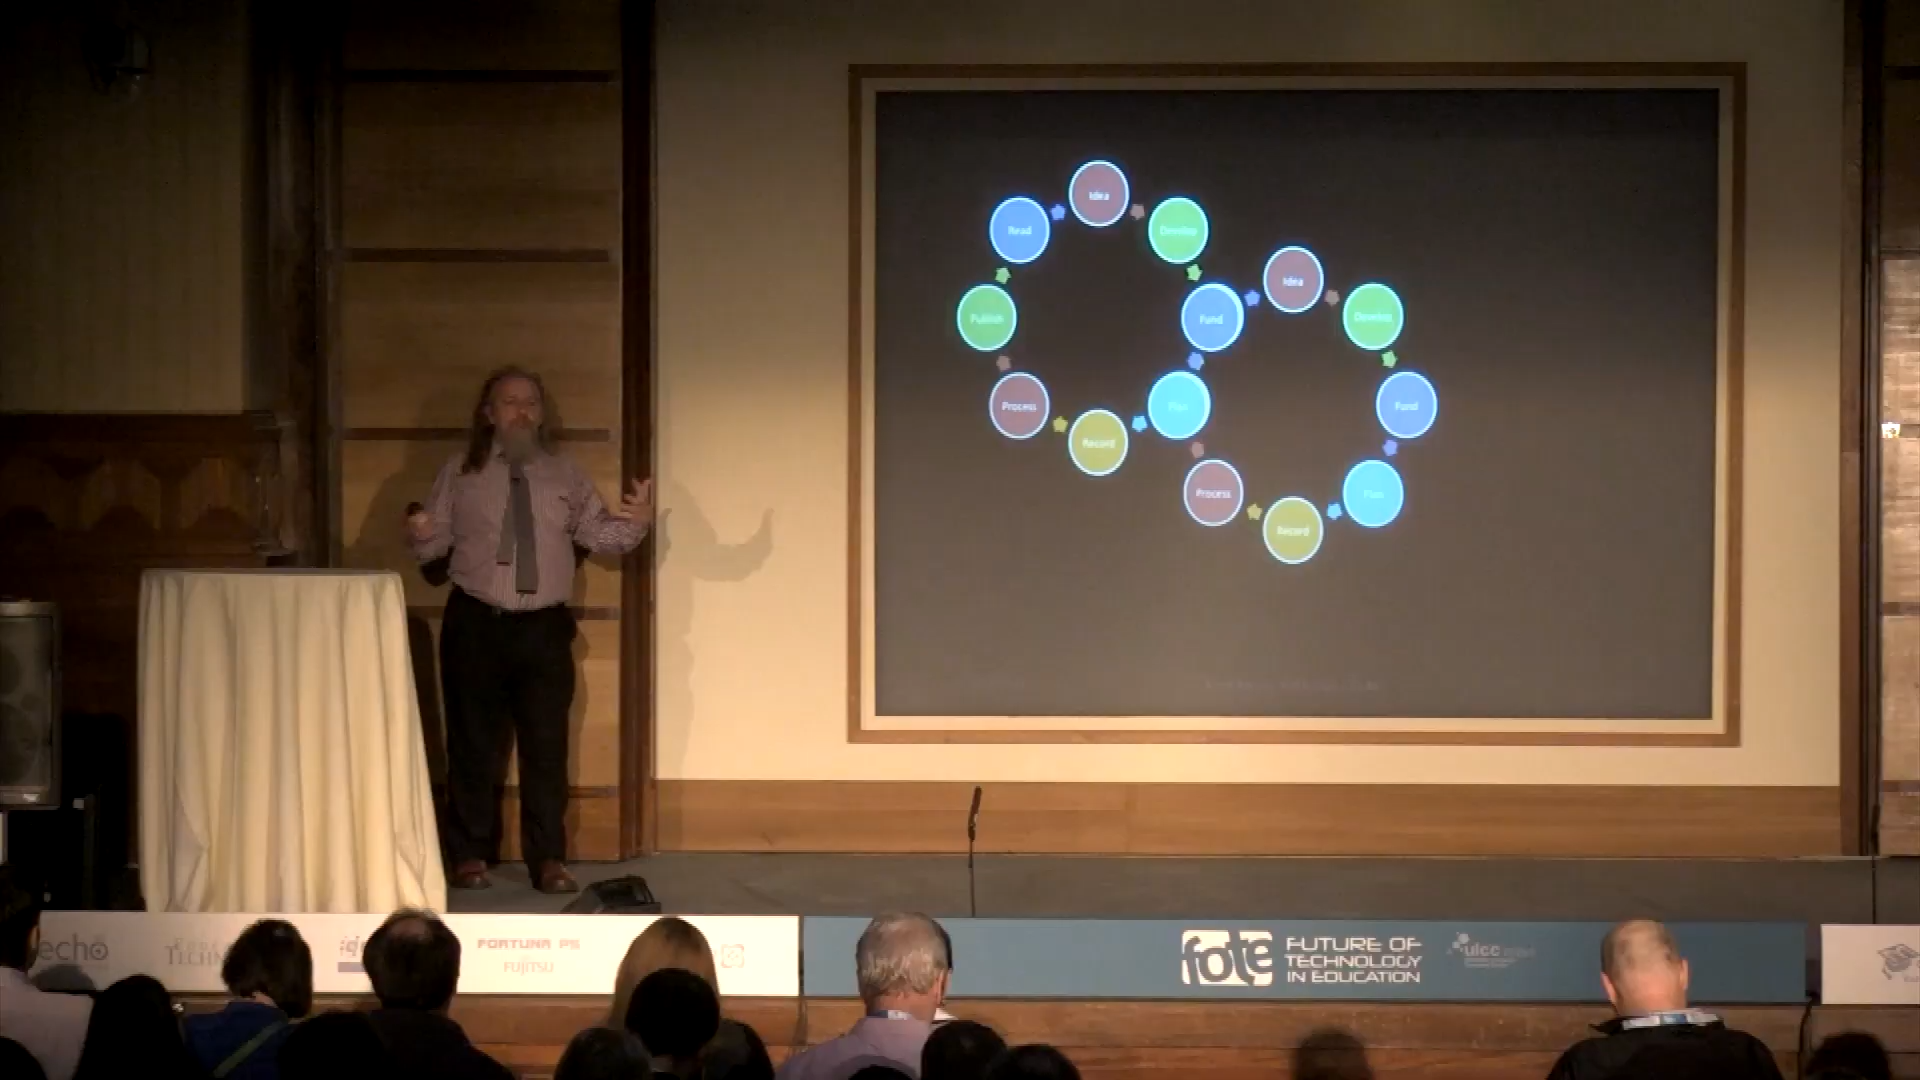 Idea
Read
Develop
Idea
Publish
Fund
Develop
Process
Record
Plan
Fund
Process
Record
Plan
echo
FORTUNA PS
FUJITSU
fote
FUTURE OF
TECHNOLOGY
IN EDUCATION
ulcc